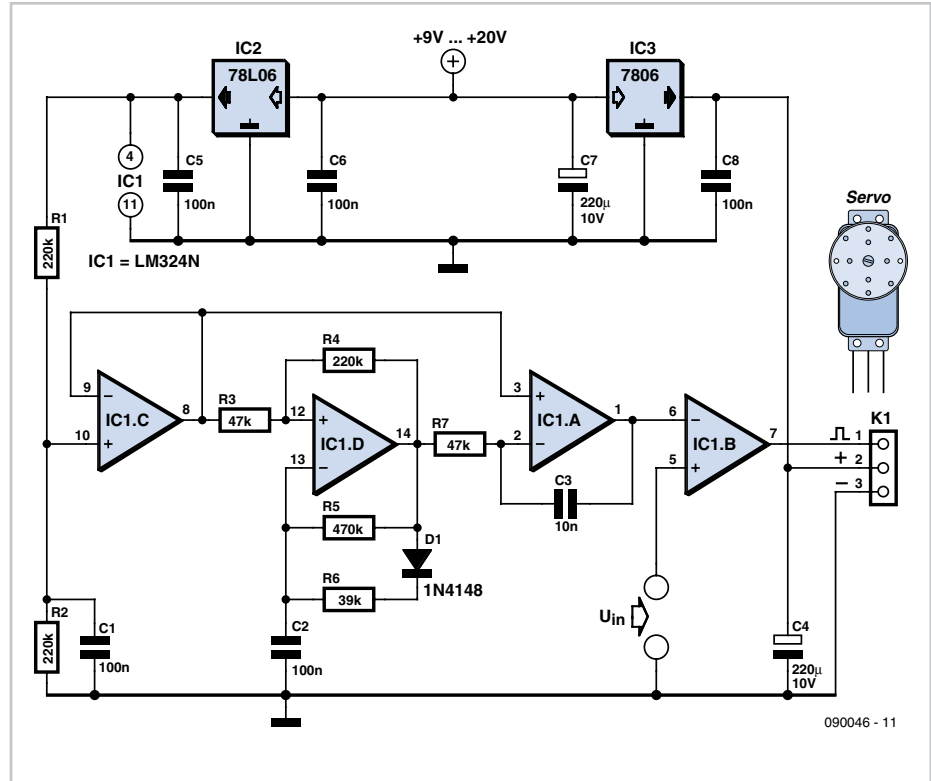 +9V ... +20V
IC2
78L06
IC3
7806
4
IC1
11
C5
100n
C6
100n
C7
220µ
10V
C8
100n
Servo
R1
220k
IC1 = LM324N
R4
220k
9
−
IC1.C
8
10
+
R3
47k
12
+
IC1.D
14
13
−
R7
47k
3
+
IC1.A
1
2
−
C3
10n
6
−
IC1.B
7
5
+
K1
1
+
2
−
3
R5
470k
D1
1N4148
R6
39k
R2
220k
C1
100n
C2
100n
Uin
C4
220µ
10V
090046 - 11